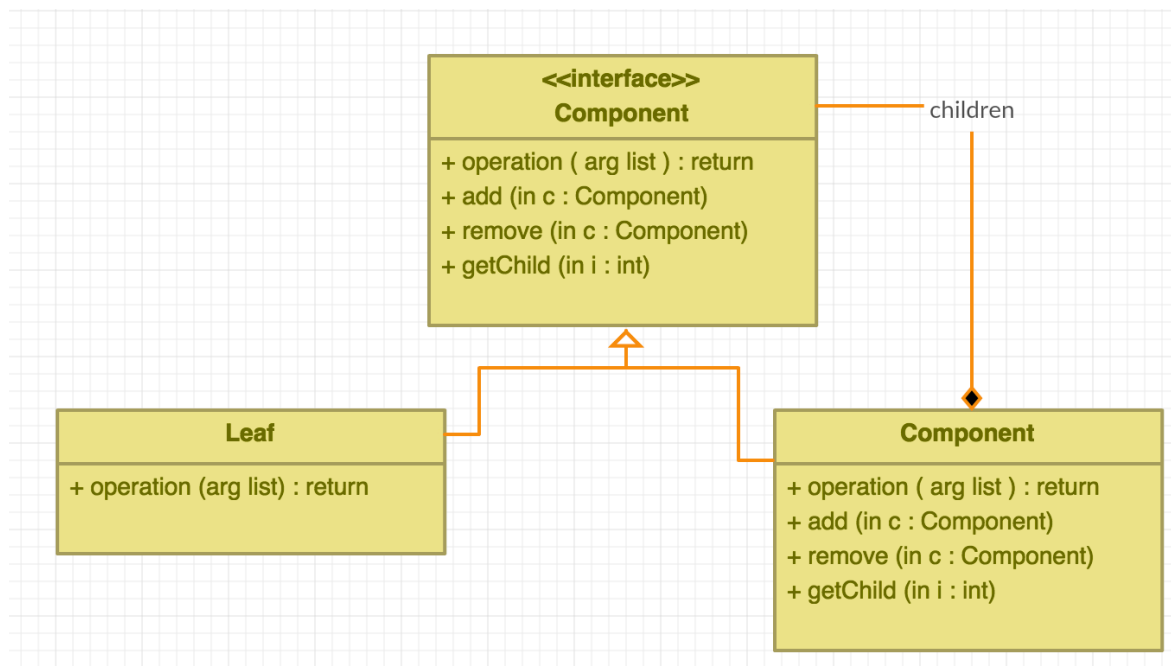 <<interface>>
Component
+ operation ( arg list ) : return
+ add (in c : Component)
+ remove (in c : Component)
+ getChild (in i : int)
children
Leaf
+ operation (arg list) : return
Component
+ operation ( arg list ) : return
+ add (in c : Component)
+ remove (in c : Component)
+ getChild (in i : int)